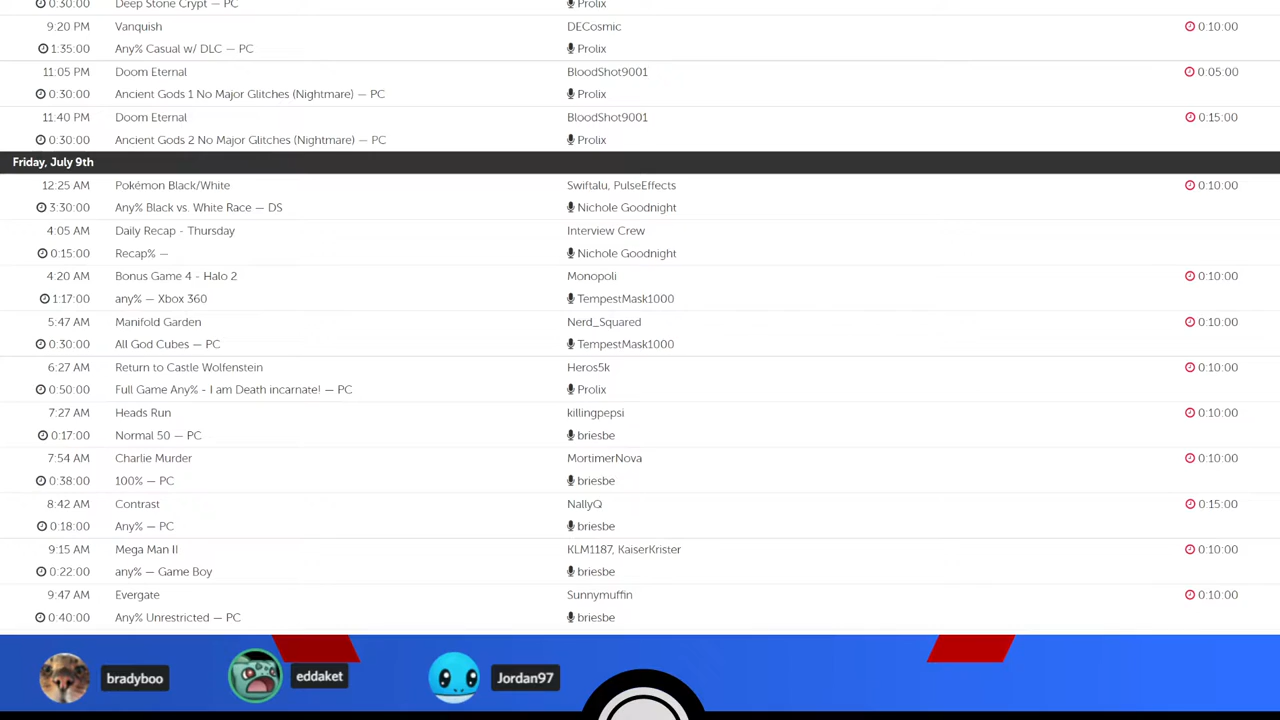 0:30:00 Deep Stone Crypt — PC Prolix
9:20 PM Vanquish DECosmic 0:10:00
1:35:00 Any% Casual w/ DLC — PC Prolix
11:05 PM Doom Eternal BloodShot9001 0:05:00
0:30:00 Ancient Gods 1 No Major Glitches (Nightmare) — PC Prolix
11:40 PM Doom Eternal BloodShot9001 0:15:00
0:30:00 Ancient Gods 2 No Major Glitches (Nightmare) — PC Prolix
Friday, July 9th
12:25 AM Pokémon Black/White Swiftalu, PulseEffects 0:10:00
3:30:00 Any% Black vs. White Race — DS Nichole Goodnight
4:05 AM Daily Recap - Thursday Interview Crew
0:15:00 Recap% — Nichole Goodnight
4:20 AM Bonus Game 4 - Halo 2 Monopoli 0:10:00
1:17:00 any% — Xbox 360 TempestMask1000
5:47 AM Manifold Garden Nerd_Squared 0:10:00
0:30:00 All God Cubes — PC TempestMask1000
6:27 AM Return to Castle Wolfenstein Heros5k 0:10:00
0:50:00 Full Game Any% - I am Death incarnate! — PC Prolix
7:27 AM Heads Run killingpepsi 0:10:00
0:17:00 Normal 50 — PC briesbe
7:54 AM Charlie Murder MortimerNova 0:10:00
0:38:00 100% — PC briesbe
8:42 AM Contrast NallyQ 0:15:00
0:18:00 Any% — PC briesbe
9:15 AM Mega Man II KLM1187, KaiserKrister 0:10:00
0:22:00 any% — Game Boy briesbe
9:47 AM Evergate Sunnymuffin 0:10:00
0:40:00 Any% Unrestricted — PC briesbe
bradyboo eddaket Jordan97